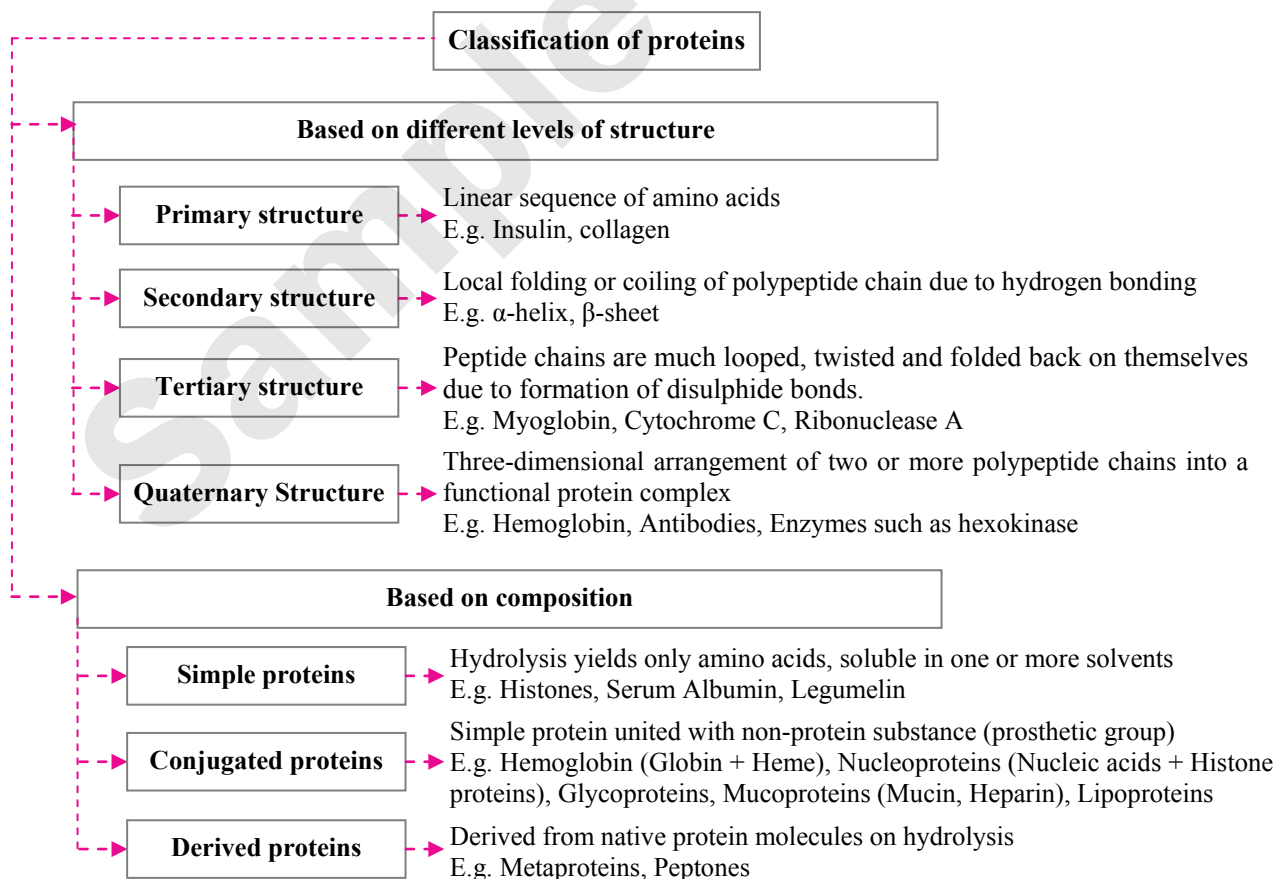 Classification of proteins
Based on different levels of structure
Primary structure
Linear sequence of amino acids
E.g. Insulin, collagen
Secondary structure
Local folding or coiling of polypeptide chain due to hydrogen bonding
E.g. α-helix, β-sheet
Tertiary structure
Peptide chains are much looped, twisted and folded back on themselves
due to formation of disulphide bonds.
E.g. Myoglobin, Cytochrome C, Ribonuclease A
Quaternary Structure
Three-dimensional arrangement of two or more polypeptide chains into a
functional protein complex
E.g. Hemoglobin, Antibodies, Enzymes such as hexokinase
Based on composition
Simple proteins
Hydrolysis yields only amino acids, soluble in one or more solvents
E.g. Histones, Serum Albumin, Legumelin
Conjugated proteins
Simple protein united with non-protein substance (prosthetic group)
E.g. Hemoglobin (Globin + Heme), Nucleoproteins (Nucleic acids + Histone
proteins), Glycoproteins, Mucoproteins (Mucin, Heparin), Lipoproteins
Derived proteins
Derived from native protein molecules on hydrolysis
E.g. Metaproteins, Peptones
Sample